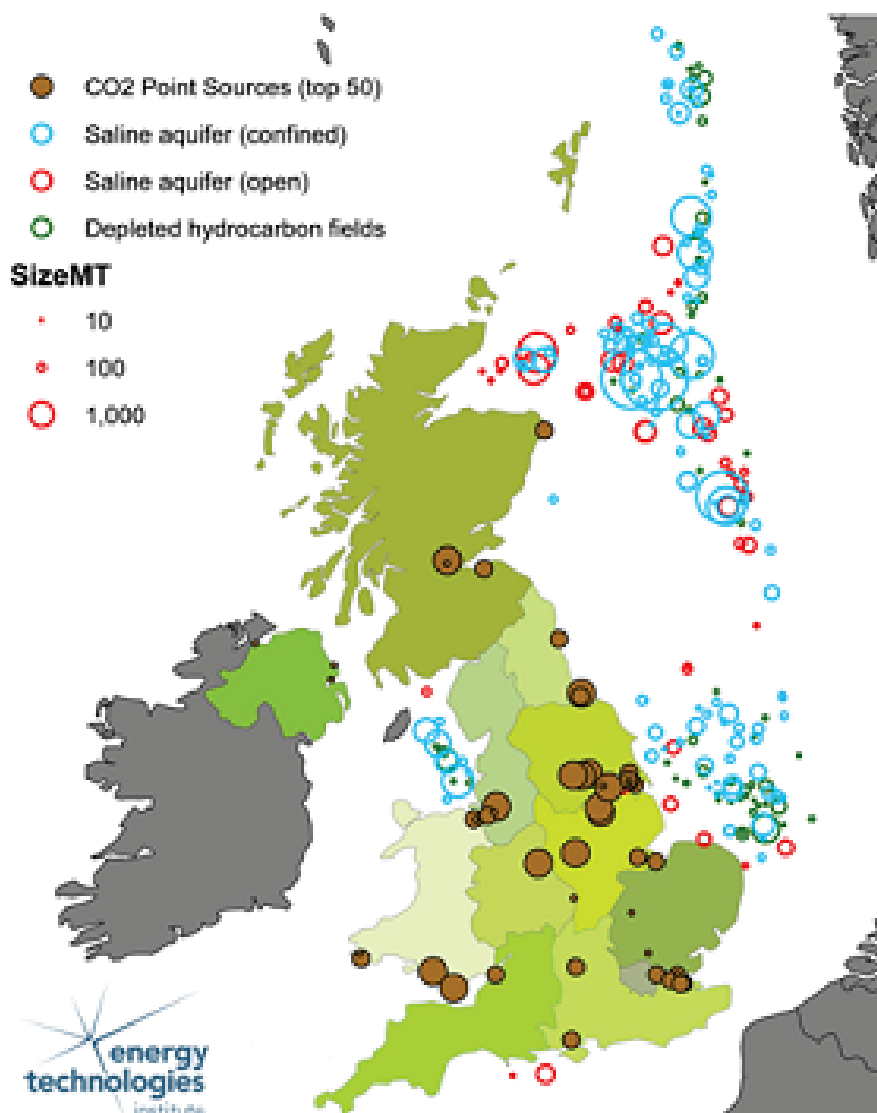 CO2 Point Sources (top 50)
Saline aquifer (confined)
Saline aquifer (open)
Depleted hydrocarbon fields
SizeMT
10
100
1,000
energy
technologies
institute